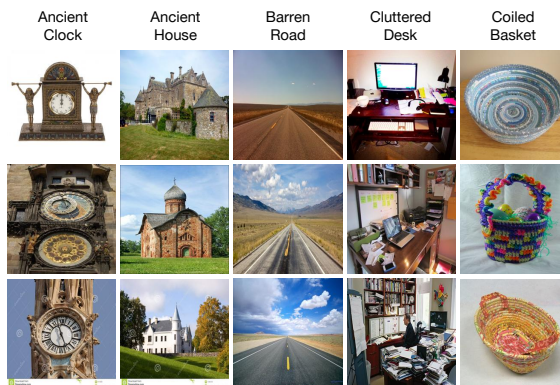 Ancient
Clock
Ancient
House
Barren
Road
Cluttered
Desk
Coiled
Basket